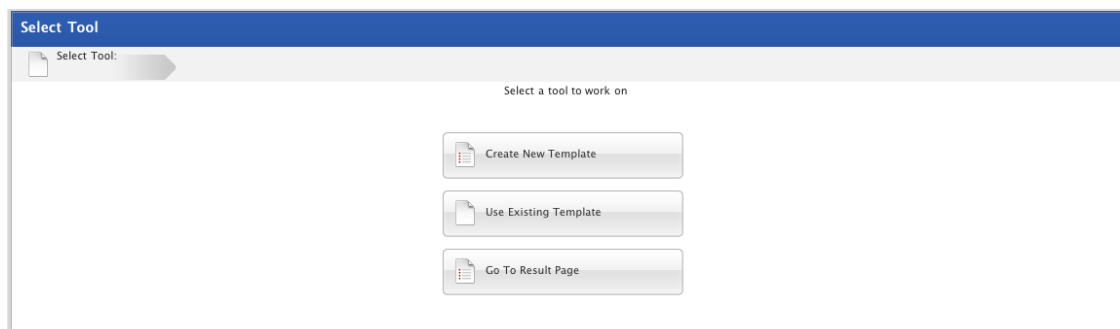 Select Tool
Select Tool:
Select a tool to work on
Create New Template
Use Existing Template
Go To Result Page